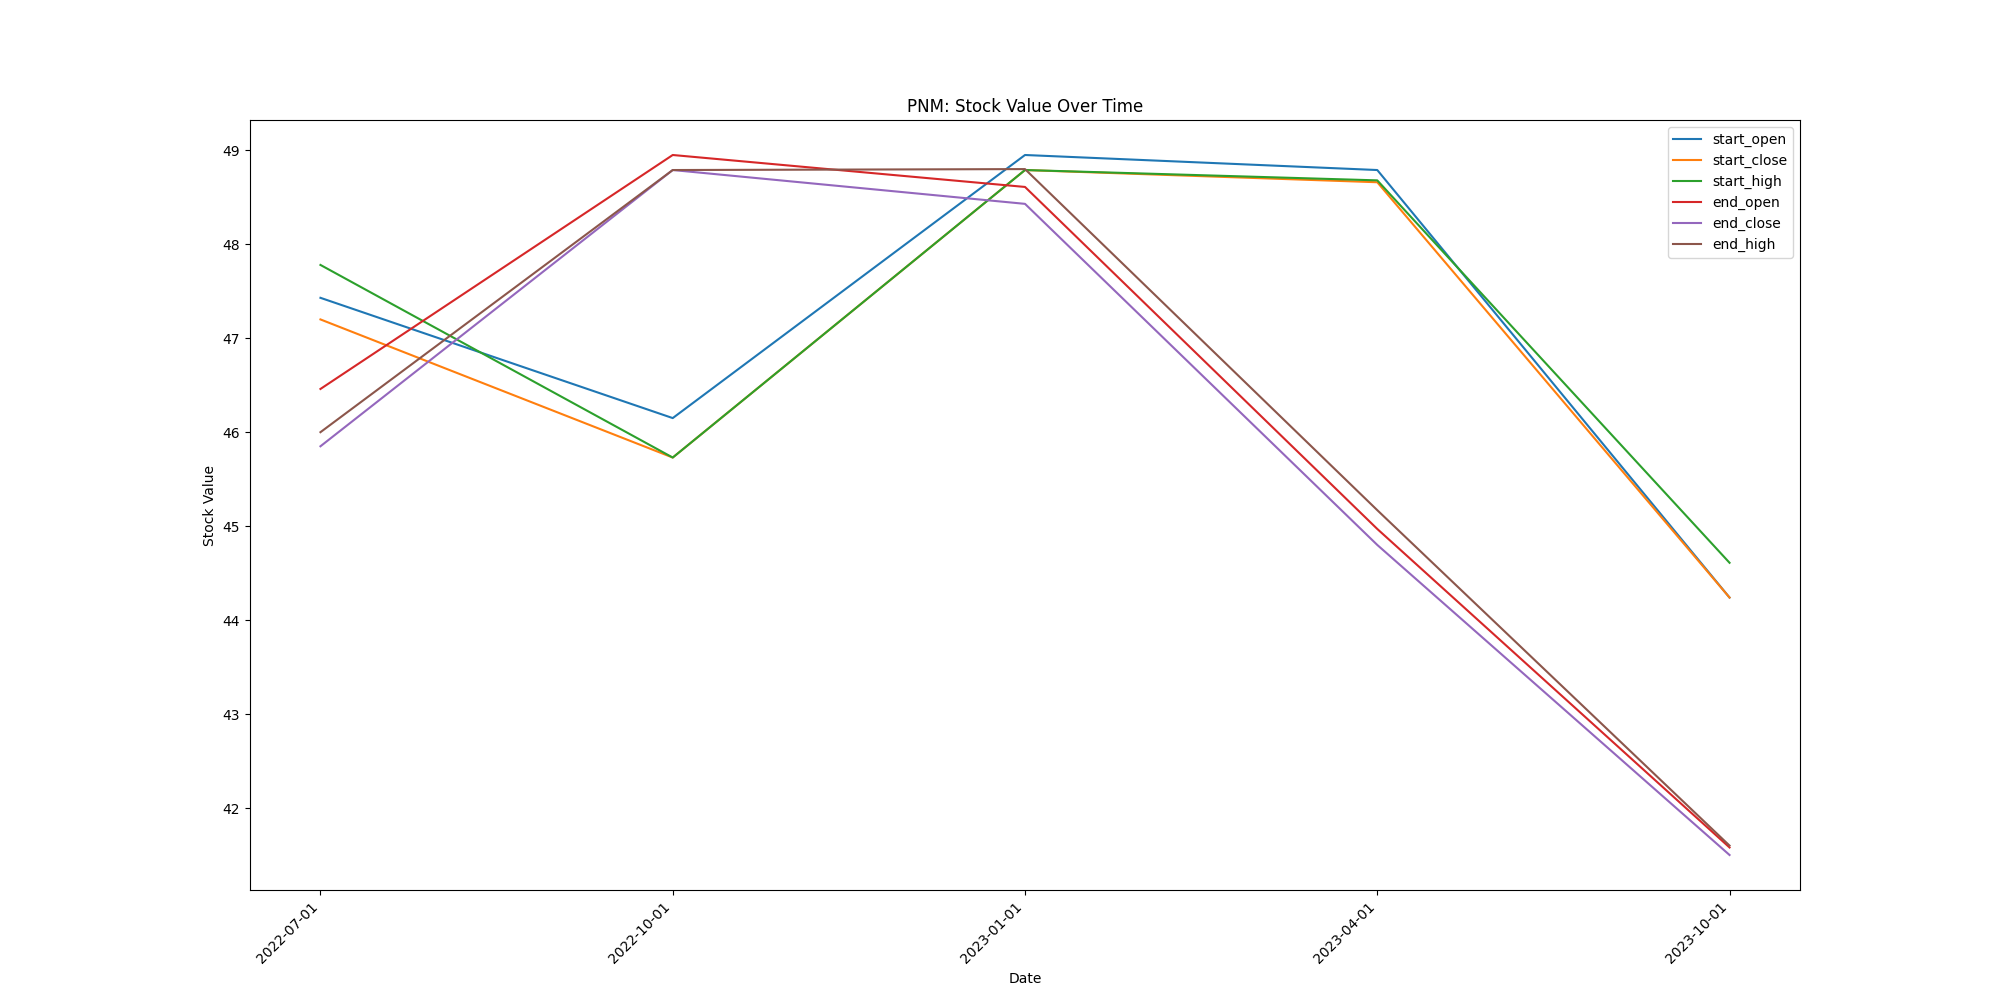 PNM: Stock Value Over Time
start_open
start_close
start_high
end_open
end_close
end_high
49
48
47
46
45
44
43
42
Stock Value
2022-07-01
2022-10-01
2023-01-01
2023-04-01
2023-10-01
Date